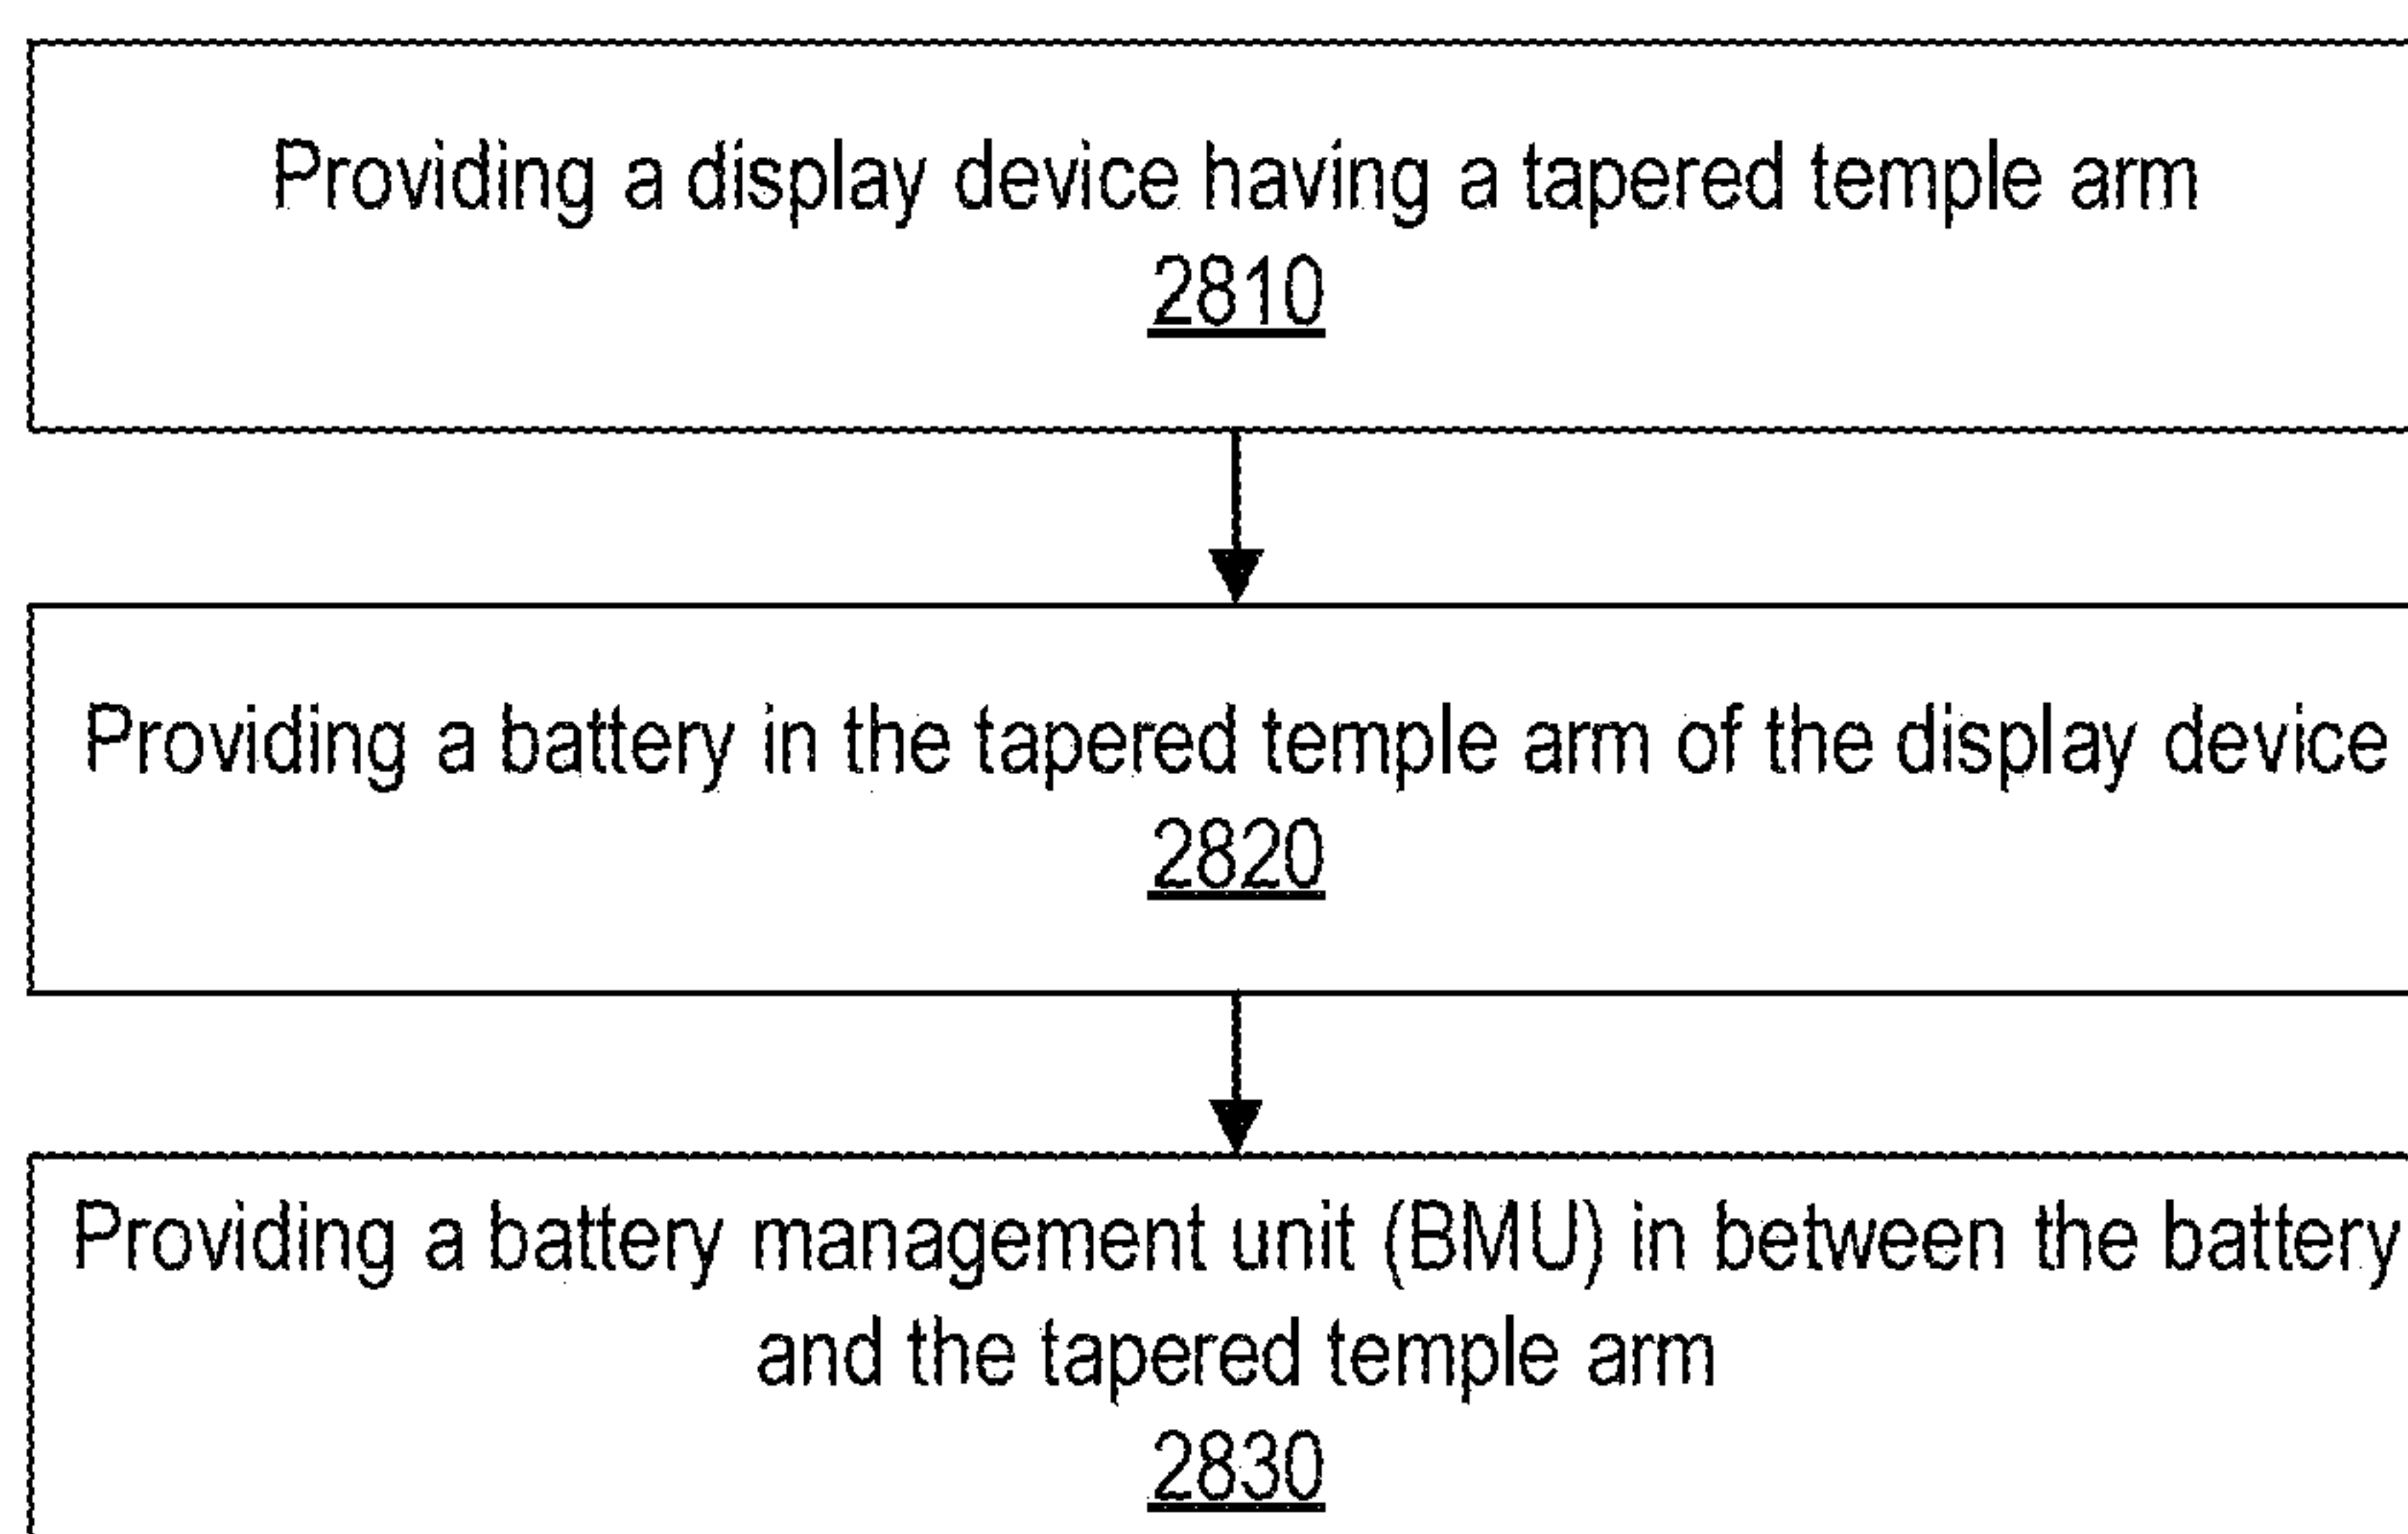 Providing a display device having a tapered temple arm
2810
Providing a battery in the tapered temple arm of the display device
2820
Providing a battery management unit (BMU) in between the battery
and the tapered temple arm
2830